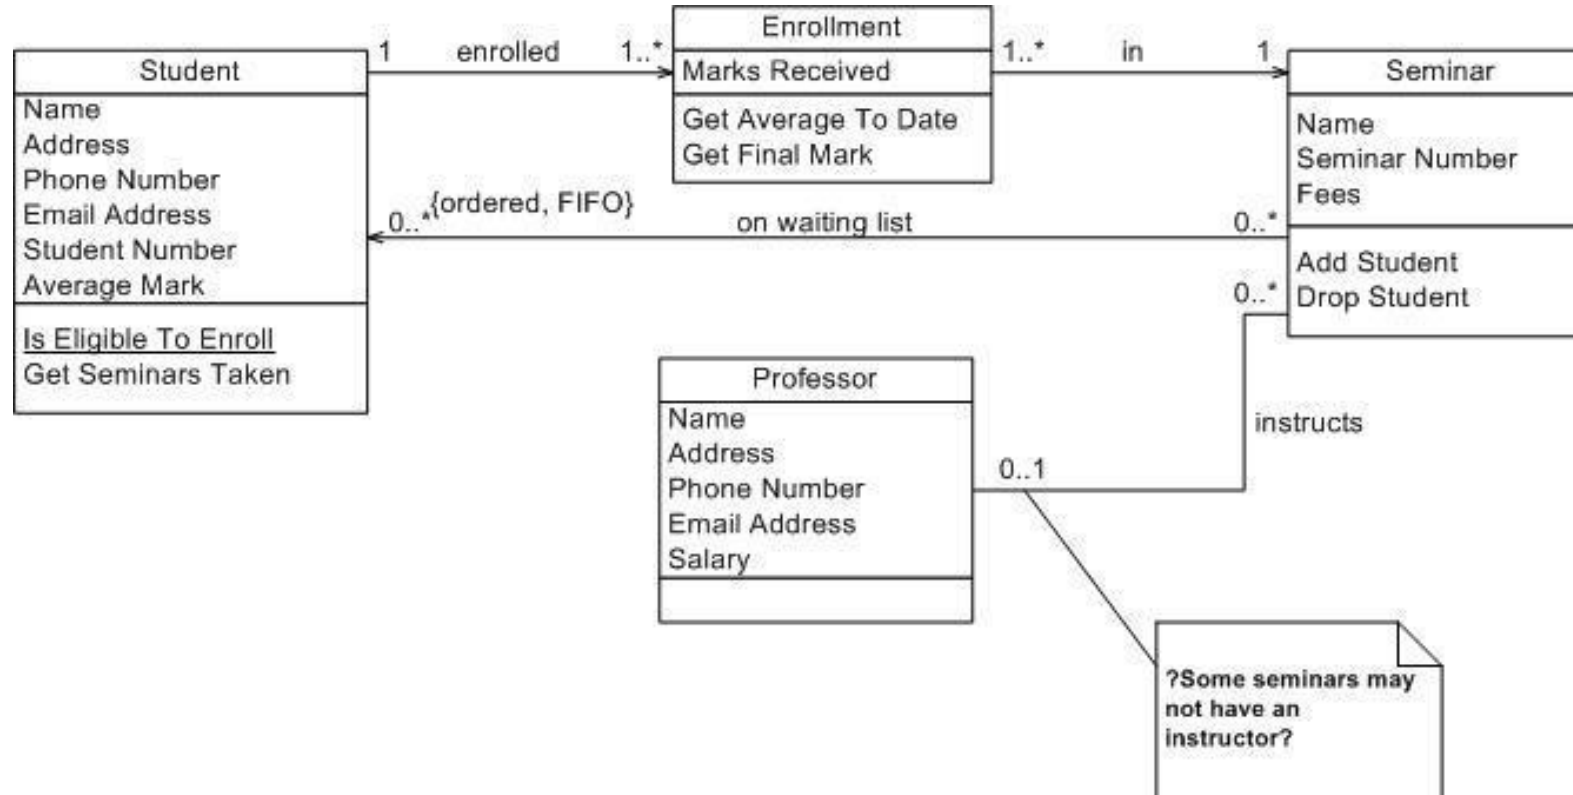 Student
Name
Address
Phone Number
Email Address
Student Number
Average Mark
Is Eligible To Enroll
Get Seminars Taken
1 enrolled 1..*
Enrollment
Marks Received
Get Average To Date
Get Final Mark
1..* in 1
Seminar
Name
Seminar Number
Fees
Add Student
Drop Student
{ordered, FIFO}
0..* on waiting list 0..*
0..*
instructs
0..1
Professor
Name
Address
Phone Number
Email Address
Salary
?Some seminars may
not have an
instructor?